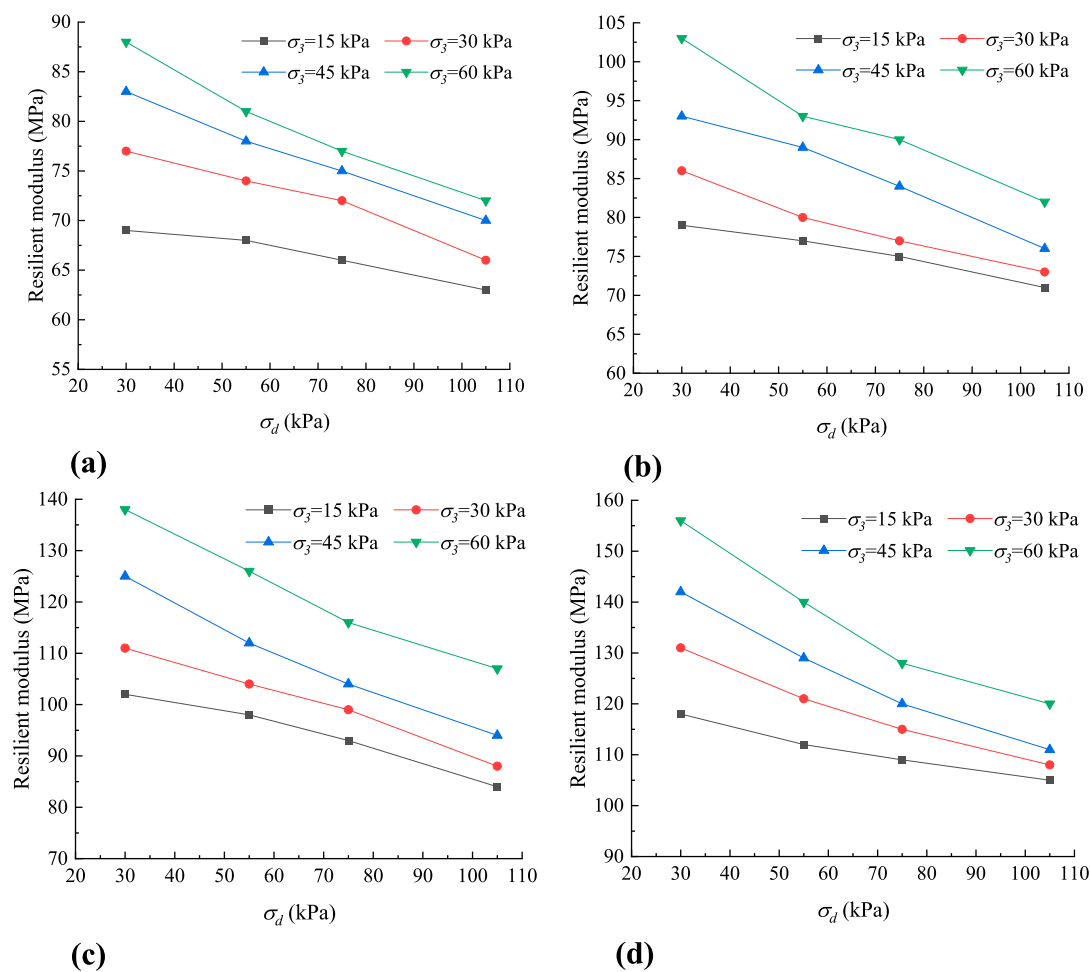 90
85
80
75
70
65
60
55
Resilient modulus (MPa)
σ3=15 kPa σ3=30 kPa
σ3=45 kPa σ3=60 kPa
20 30 40 50 60 70 80 90 100 110
σd (kPa)
(a)
105
100
95
90
85
80
75
70
65
60
Resilient modulus (MPa)
σ3=15 kPa σ3=30 kPa
σ3=45 kPa σ3=60 kPa
20 30 40 50 60 70 80 90 100 110
σd (kPa)
(b)
140
130
120
110
100
90
80
70
Resilient modulus (MPa)
σ3=15 kPa σ3=30 kPa
σ3=45 kPa σ3=60 kPa
20 30 40 50 60 70 80 90 100 110
σd (kPa)
(c)
160
150
140
130
120
110
100
90
Resilient modulus (MPa)
σ3=15 kPa σ3=30 kPa
σ3=45 kPa σ3=60 kPa
20 30 40 50 60 70 80 90 100 110
σd (kPa)
(d)